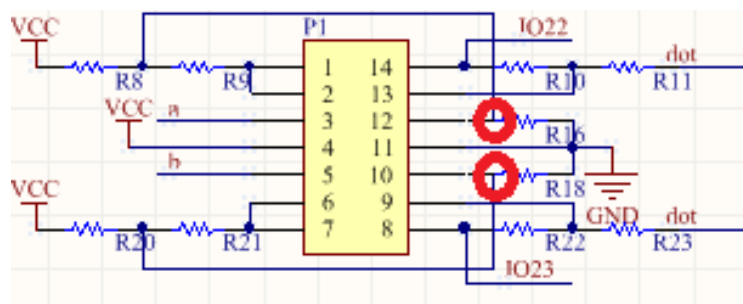 P1
IO22
VCC
dot
R8
R9
1
14
R10
R11
2
13
VCC
a
3
12
R16
4
11
b
5
10
R18
VCC
6
9
GND
dot
R20
R21
7
8
R22
R23
IO23